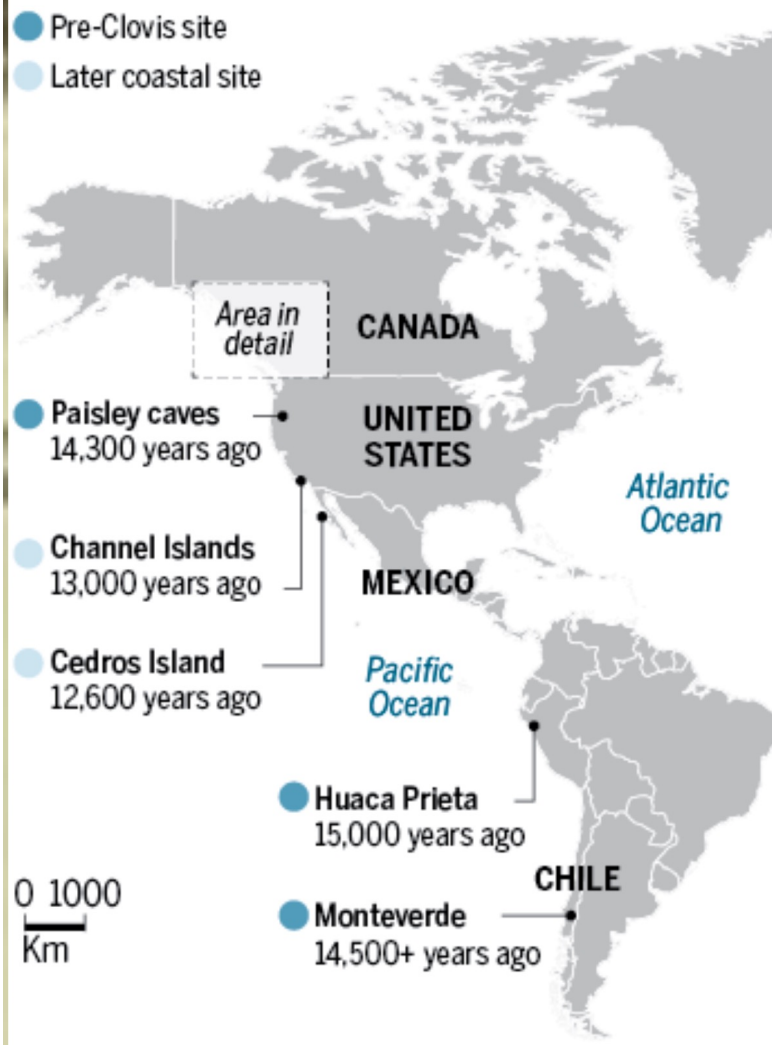 Pre-Clovis site
Later coastal site
Area in
detail
CANADA
Paisley caves
14,300 years ago
UNITED
STATES
Atlantic
Ocean
Channel Islands
13,000 years ago
MEXICO
Cedros Island
12,600 years ago
Pacific
Ocean
Huaca Prieta
15,000 years ago
CHILE
Monteverde
14,500+ years ago
0 1000
Km